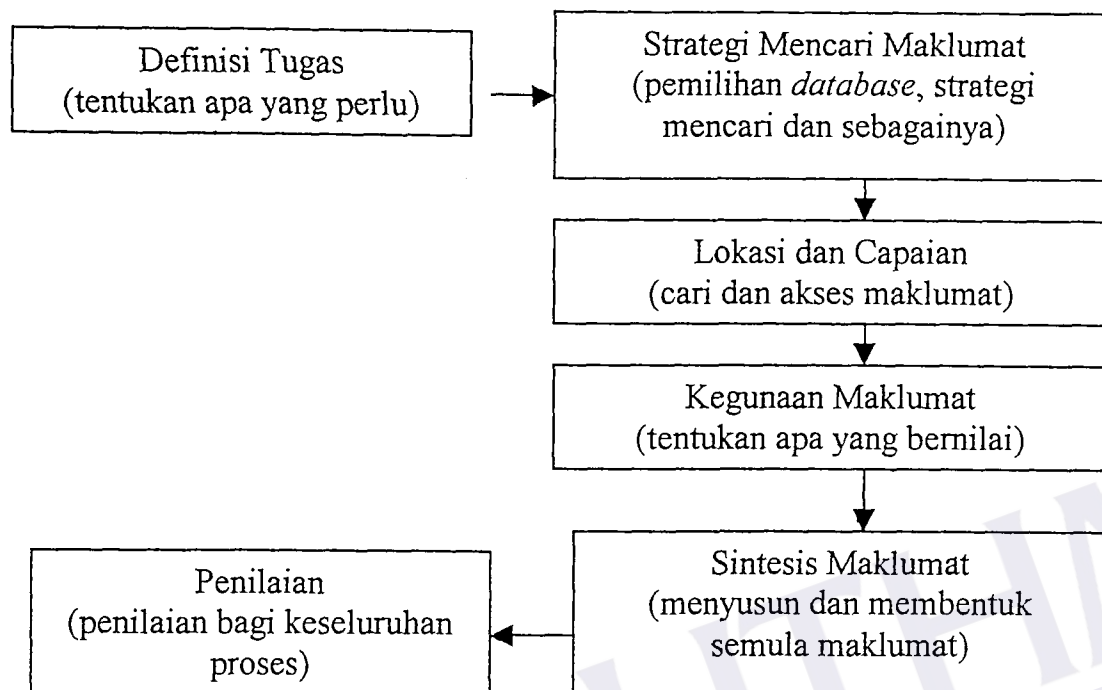 Definisi Tugas
(tentukan apa yang perlu)
Strategi Mencari Maklumat
(pemilihan database, strategi
mencari dan sebagainya)
Lokasi dan Capaian
(cari dan akses maklumat)
Kegunaan Maklumat
(tentukan apa yang bernilai)
Sintesis Maklumat
(menyusun dan membentuk
semula maklumat)
Penilaian
(penilaian bagi keseluruhan
proses)